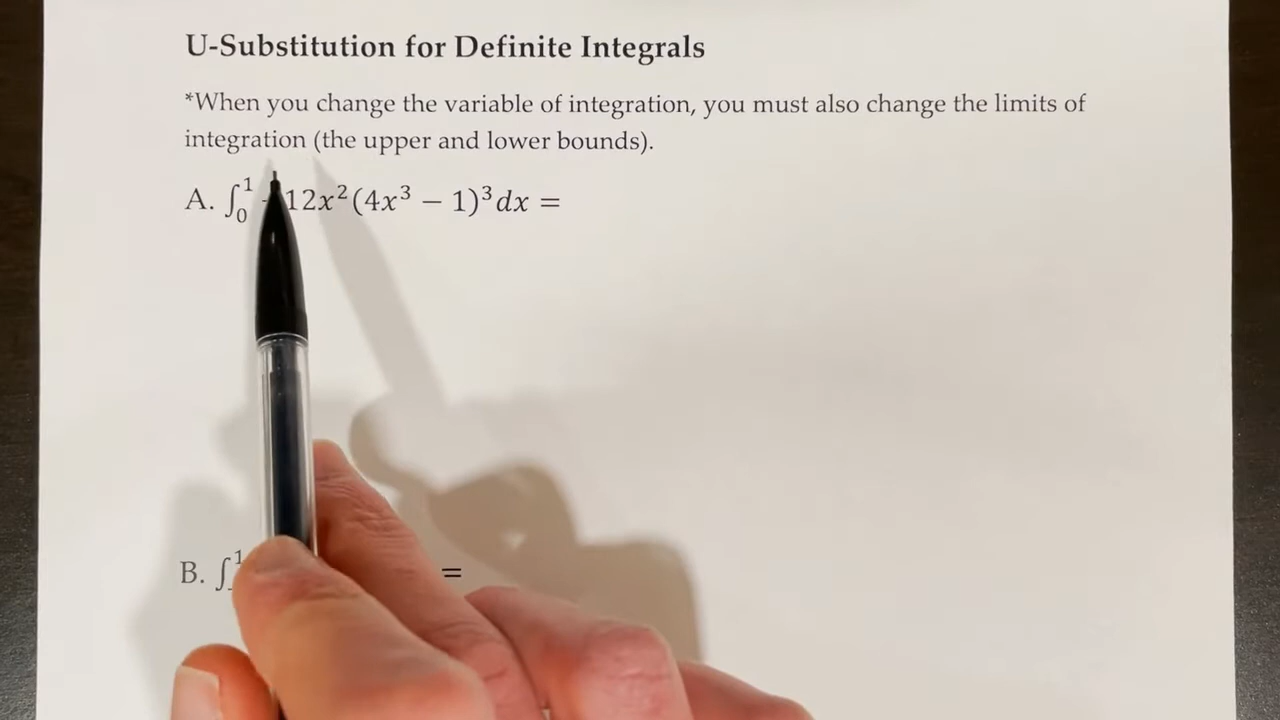 U-Substitution for Definite Integrals
*When you change the variable of integration, you must also change the limits of
integration (the upper and lower bounds).
A. ∫₀¹ -12x²(4x³ − 1)³dx =
B. ∫¹ =